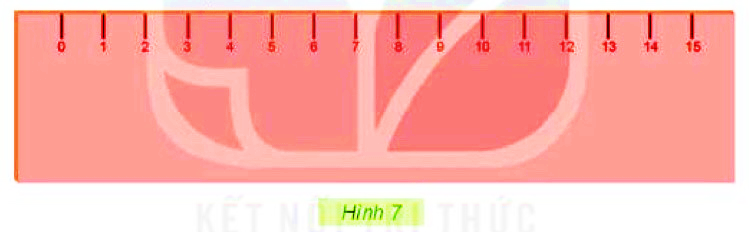 0 1 2 3 4 5 6 7 8 9 10 11 12 13 14 15
Hình 7
KẾT NỐI TRI THỨC